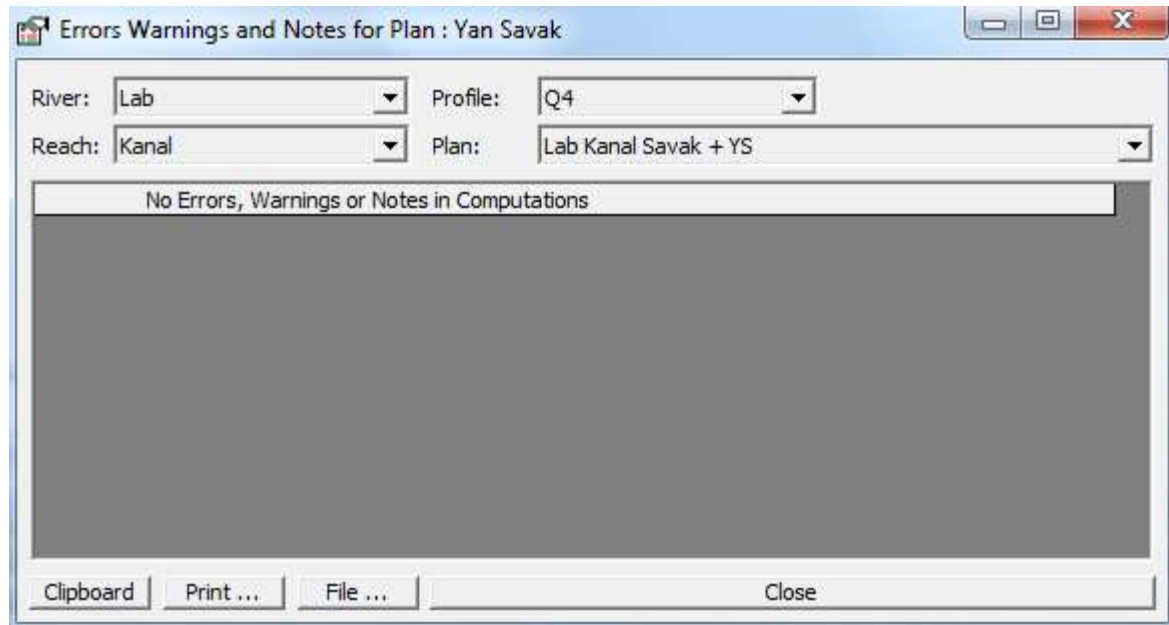 Errors Warnings and Notes for Plan : Yan Savak
River: Lab Profile: Q4
Reach: Kanal Plan: Lab Kanal Savak + YS
No Errors, Warnings or Notes in Computations
Clipboard Print ... File ... Close